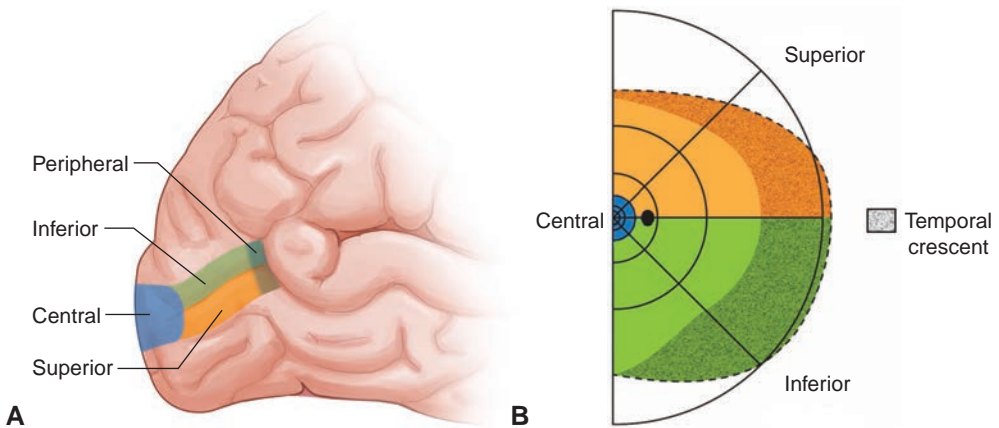 Peripheral
Inferior
Central
Superior
A
Superior
Central
Temporal
crescent
Inferior
B